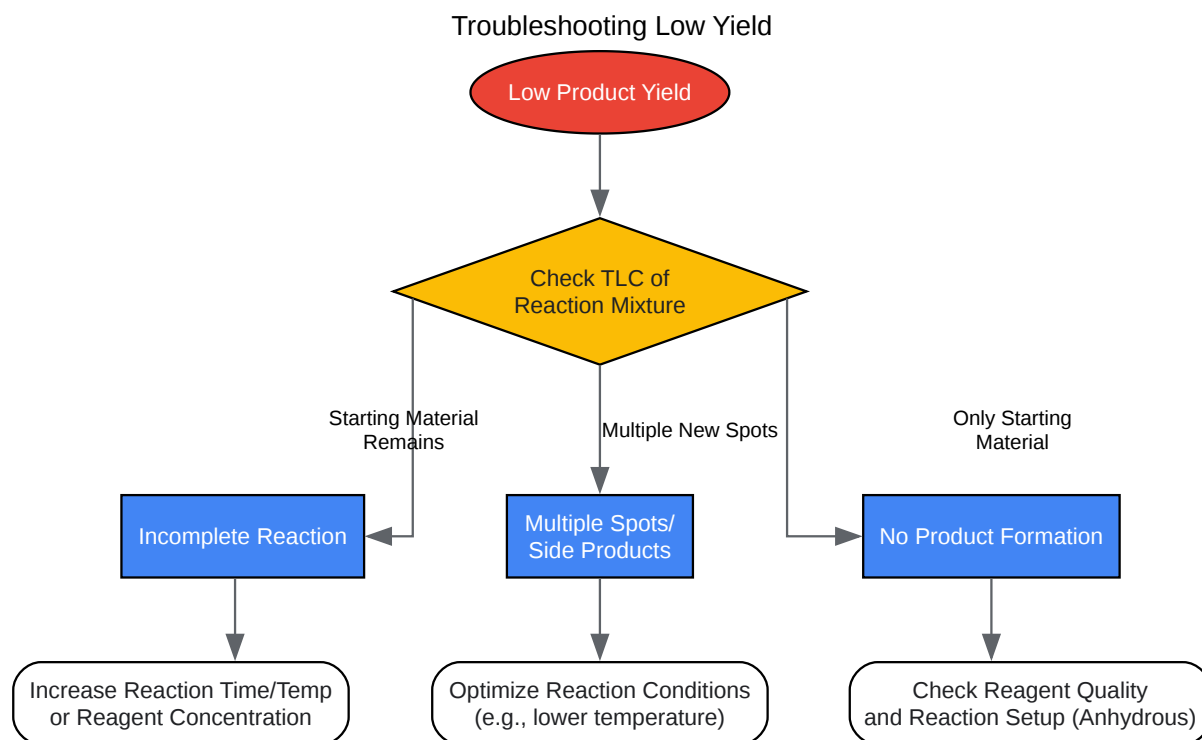 Troubleshooting Low Yield
Low Product Yield
Check TLC of
Reaction Mixture
Starting Material
Remains
Multiple New Spots
Only Starting
Material
Incomplete Reaction
Multiple Spots/
Side Products
No Product Formation
Increase Reaction Time/Temp
or Reagent Concentration
Optimize Reaction Conditions
(e.g., lower temperature)
Check Reagent Quality
and Reaction Setup (Anhydrous)